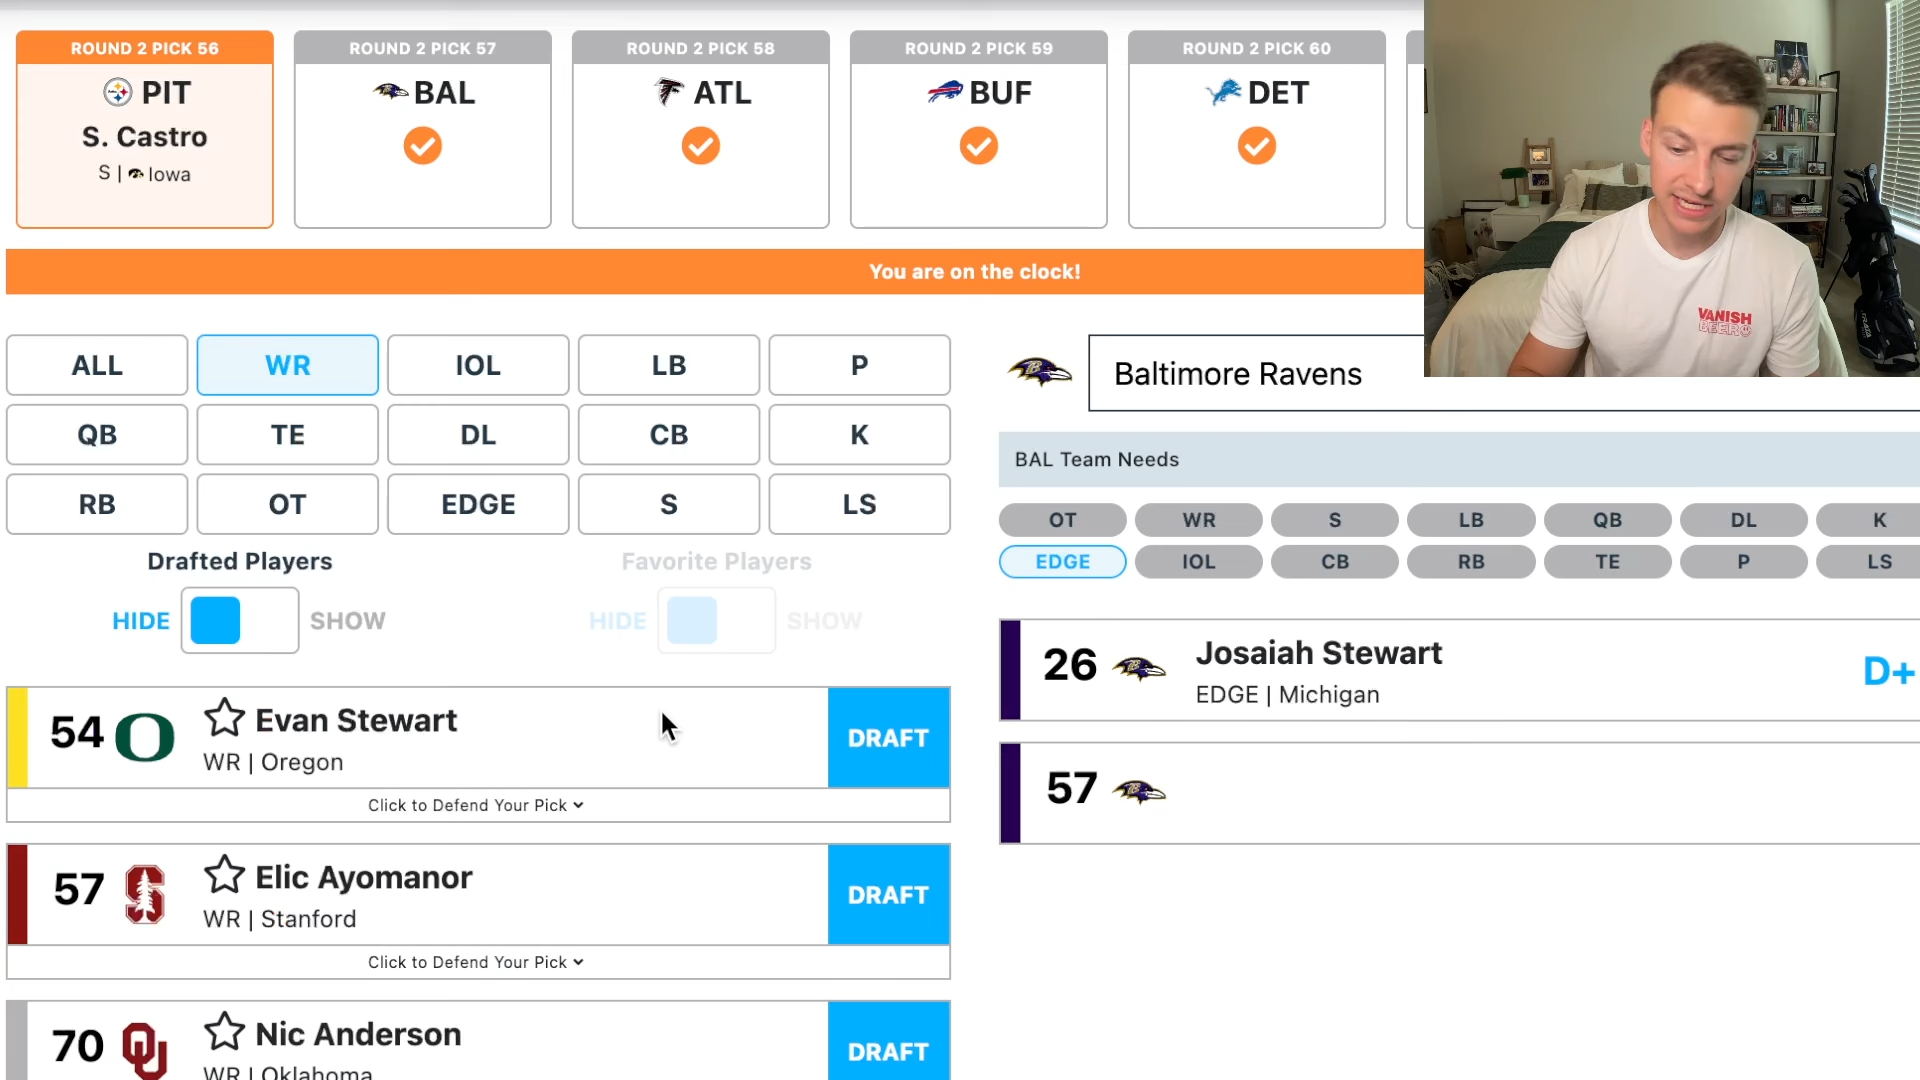 ROUND 2 PICK 56
PIT
S. Castro
S | Iowa
ROUND 2 PICK 57
BAL
ROUND 2 PICK 58
ATL
ROUND 2 PICK 59
BUF
ROUND 2 PICK 60
DET
You are on the clock!
VANISH
BEER
ALL
WR
IOL
LB
P
QB
TE
DL
CB
K
RB
OT
EDGE
S
LS
Drafted Players
HIDE
SHOW
Favorite Players
HIDE
SHOW
54
Evan Stewart
WR | Oregon
DRAFT
Click to Defend Your Pick
57
Elic Ayomanor
WR | Stanford
DRAFT
Click to Defend Your Pick
70
Nic Anderson
WR | Oklahoma
DRAFT
Baltimore Ravens
BAL Team Needs
OT
WR
S
LB
QB
DL
K
EDGE
IOL
CB
RB
TE
P
LS
26
Josaiah Stewart
EDGE | Michigan
D+
57